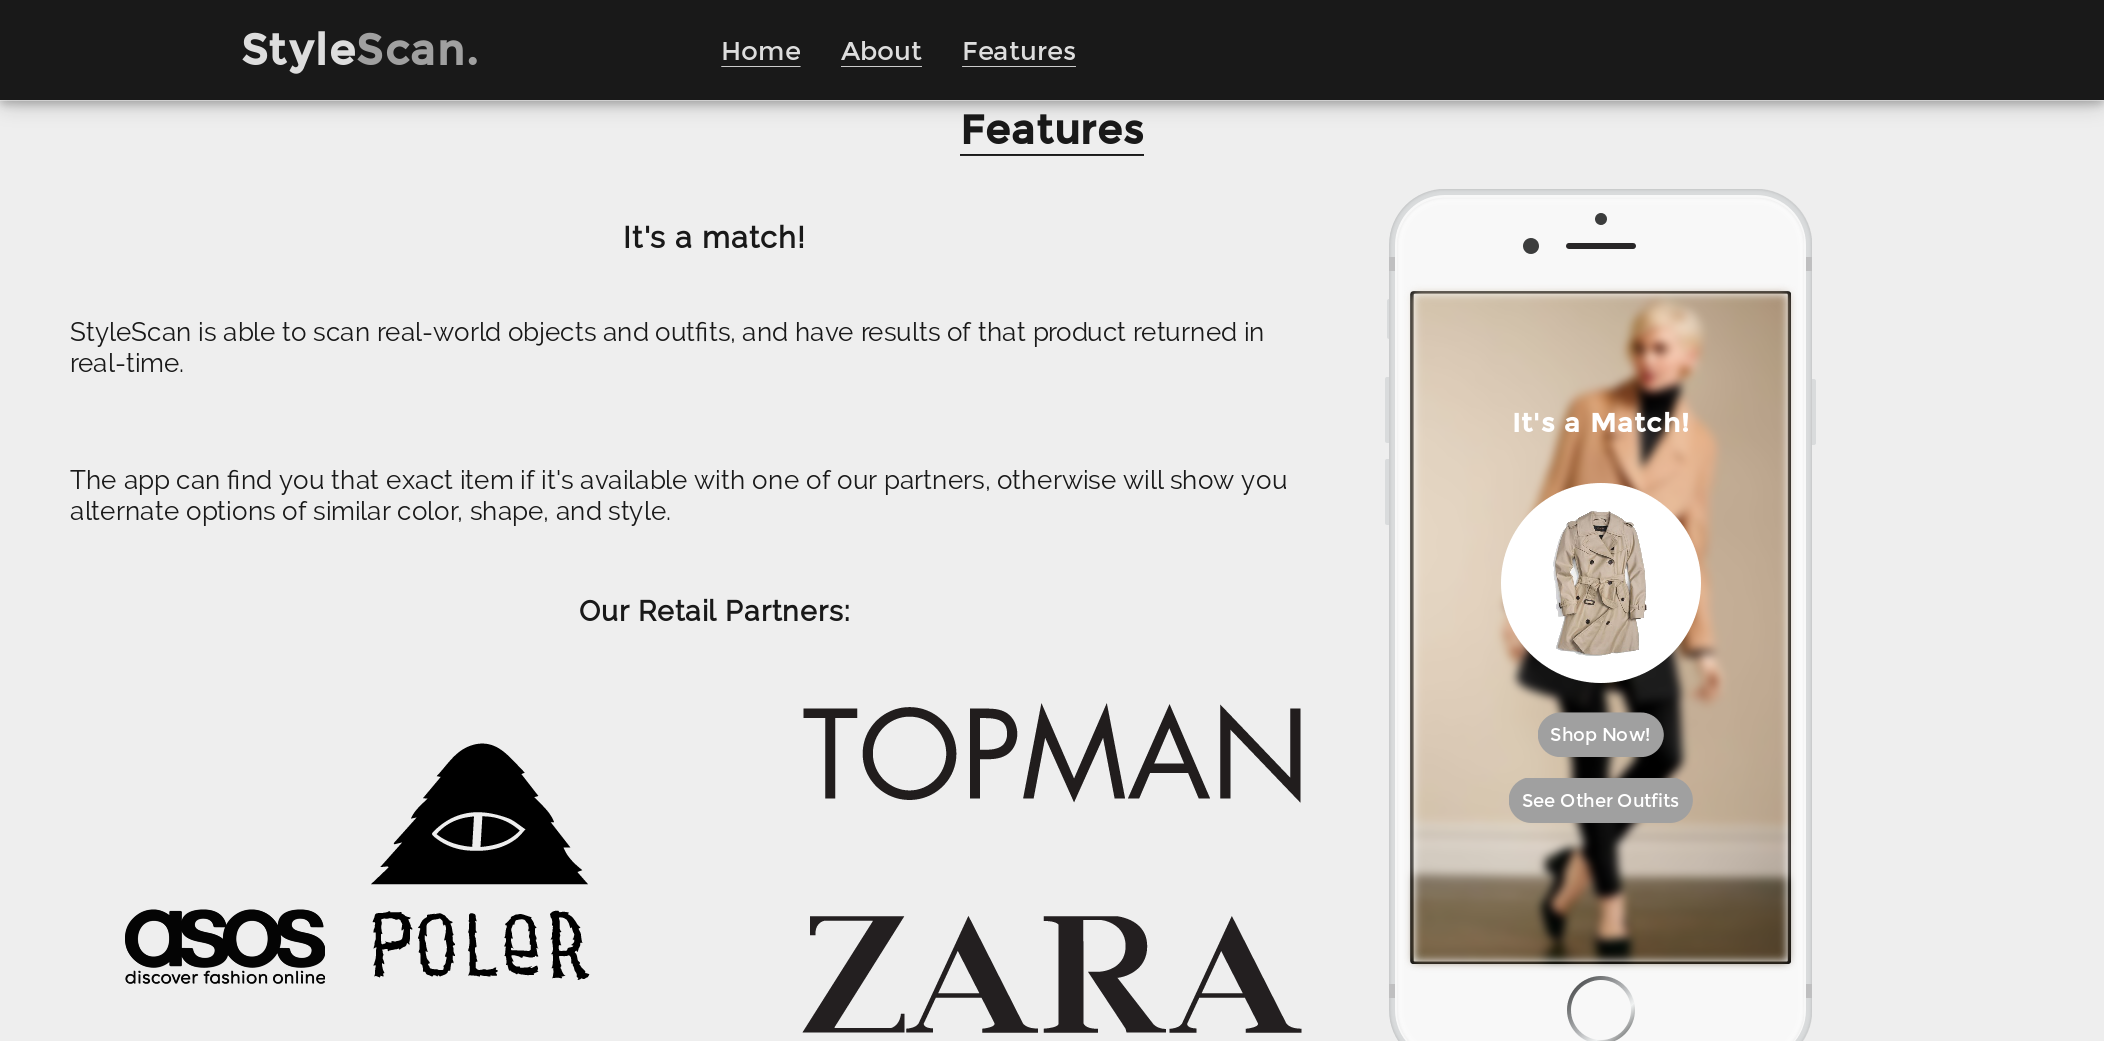 StyleScan.
Home About Features
Features
It's a match!
StyleScan is able to scan real-world objects and outfits, and have results of that product returned in
real-time.
The app can find you that exact item if it's available with one of our partners, otherwise will show you
alternate options of similar color, shape, and style.
Our Retail Partners:
TOPMAN
asos
discover fashion online
POLeR
ZARA
It's a Match!
Shop Now!
See Other Outfits